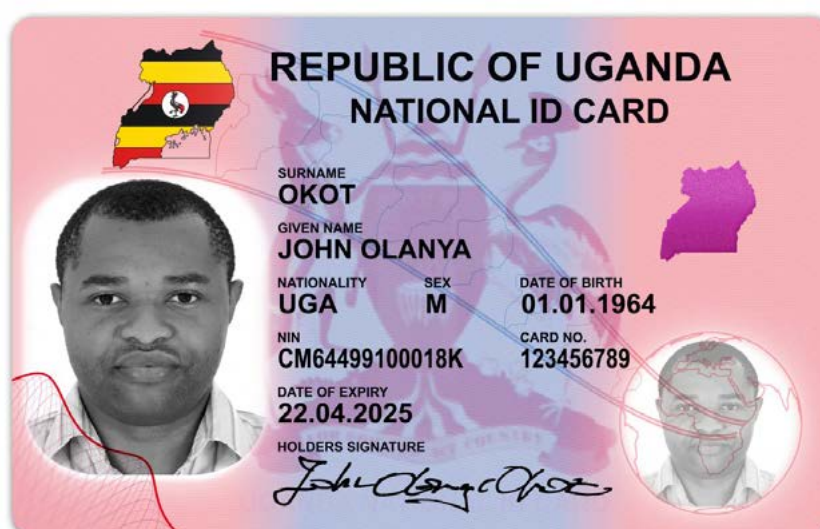 REPUBLIC OF UGANDA
NATIONAL ID CARD
SURNAME
OKOT
GIVEN NAME
JOHN OLANYA
NATIONALITY SEX DATE OF BIRTH
UGA M 01.01.1964
NIN CARD NO.
CM64499100018K 123456789
DATE OF EXPIRY
22.04.2025
HOLDERS SIGNATURE